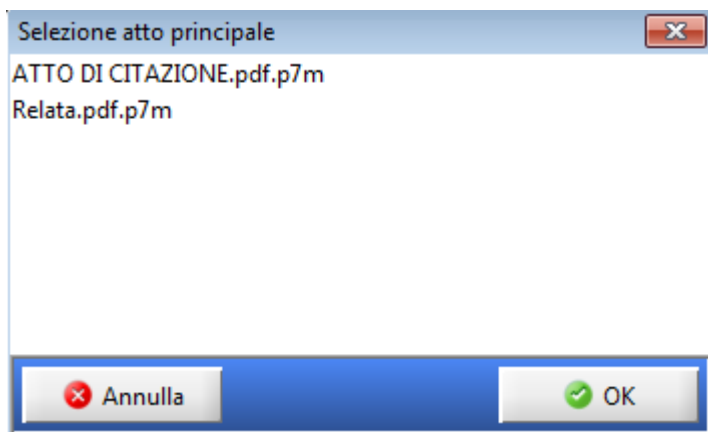 Selezione atto principale
ATTO DI CITAZIONE.pdf.p7m
Relata.pdf.p7m
Annulla
OK